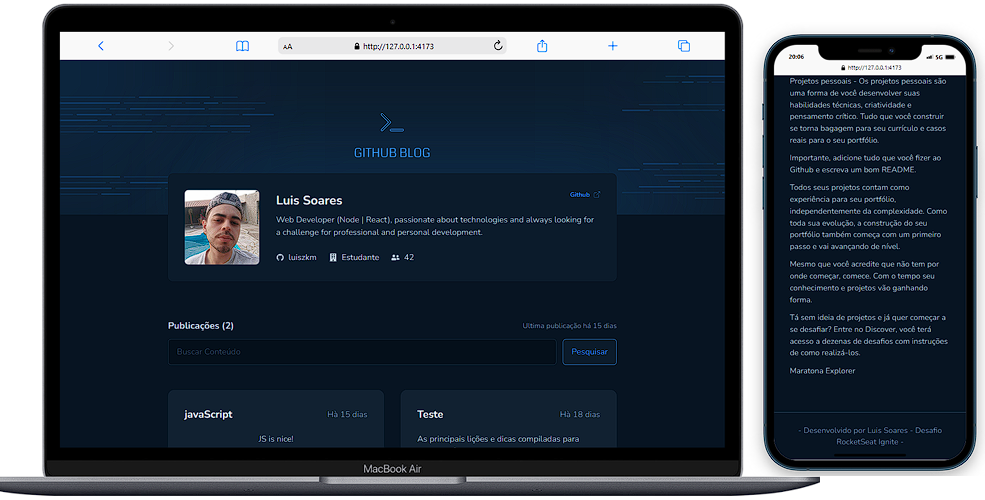 AA
http://127.0.0.1:4173
GITHUB BLOG
Luis Soares
Github
Web Developer (Node | React), passionate about technologies and always looking for
a challenge for professional and personal development.
luiszkm
Estudante
42
Publicações (2)
Ultima publicação há 15 dias
Buscar Conteúdo
Pesquisar
javaScript
Hà 15 dias
JS is nice!
Teste
Hà 18 dias
As principais lições e dicas compiladas para
MacBook Air
20:06
5G
http://127.0.0.1:4173
Projetos pessoais - Os projetos pessoais são
uma forma de você desenvolver suas
habilidades técnicas, criatividade e
pensamento crítico. Tudo que você construir
se torna bagagem para seu currículo e casos
reais para o seu portfólio.
Importante, adicione tudo que você fizer ao
Github e escreva um bom README.
Todos seus projetos contam como
experiência para seu portfólio,
independentemente da complexidade. Como
toda sua evolução, a construção do seu
portfólio também começa com um primeiro
passo e vai avançando de nível.
Mesmo que você acredite que não tem por
onde começar, comece. Com o tempo seu
conhecimento e projetos vão ganhando
forma.
Tá sem ideia de projetos e já quer começar a
se desafiar? Entre no Discover, você terá
acesso a dezenas de desafios com instruções
de como realizá-los.
Maratona Explorer
- Desenvolvido por Luis Soares - Desafio
RocketSeat Ignite -